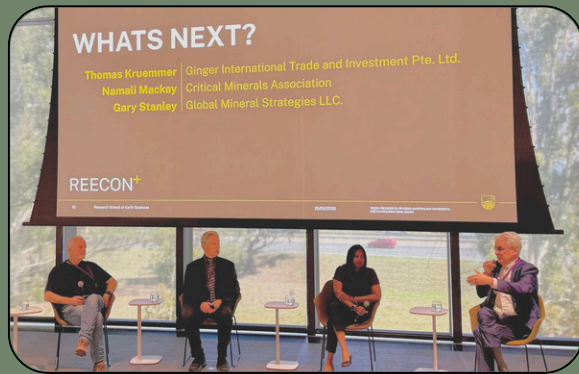 WHATS NEXT?
Thomas Kruemmer Ginger International Trade and Investment Pte. Ltd.
Namali Mackay Critical Minerals Association
Gary Stanley Global Mineral Strategies LLC.
REECON+
Research School of Earth Sciences